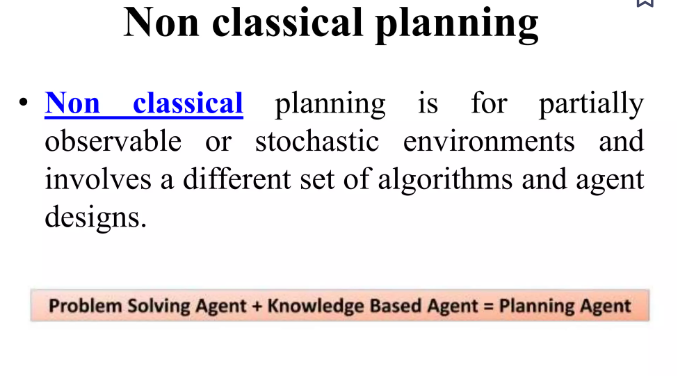 Non classical planning
• Non classical planning is for partially
observable or stochastic environments and
involves a different set of algorithms and agent
designs.
Problem Solving Agent + Knowledge Based Agent = Planning Agent